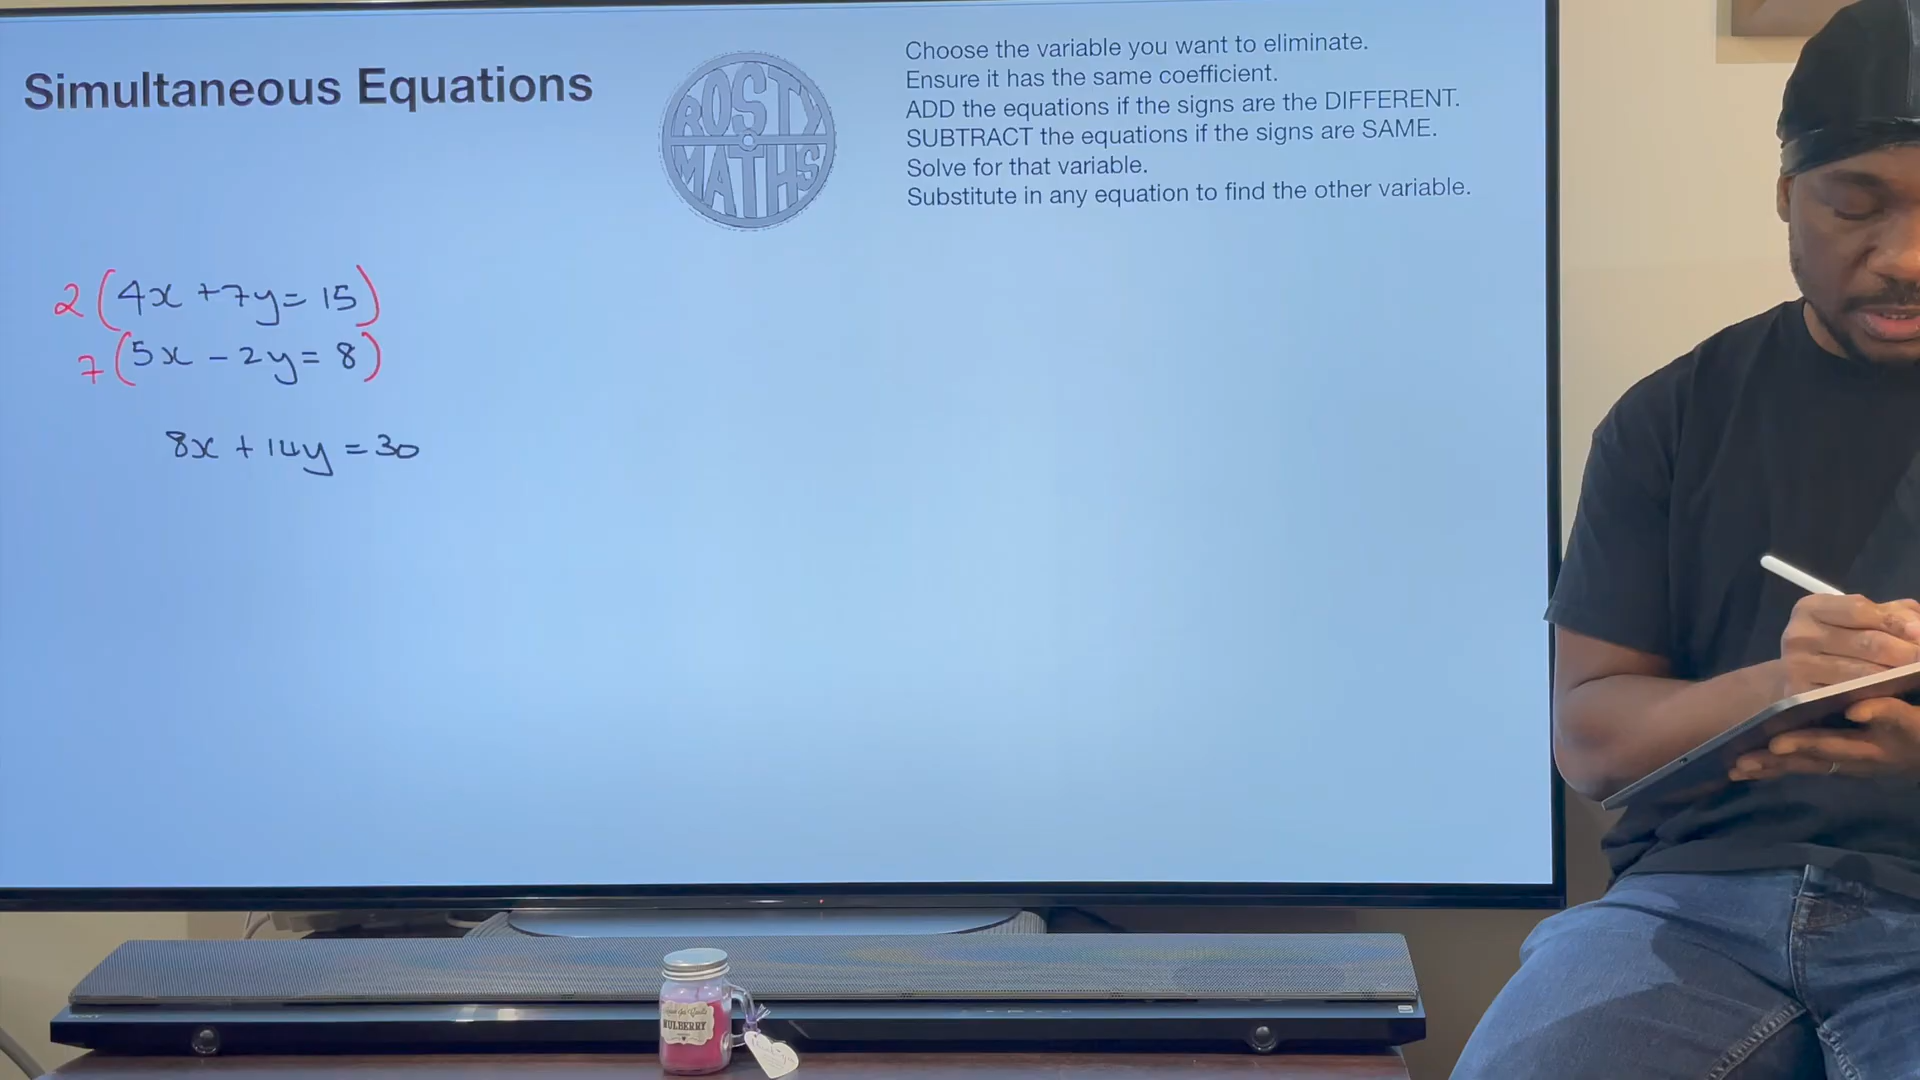 Simultaneous Equations
ROSTY
MATHS
Choose the variable you want to eliminate.
Ensure it has the same coefficient.
ADD the equations if the signs are the DIFFERENT.
SUBTRACT the equations if the signs are SAME.
Solve for that variable.
Substitute in any equation to find the other variable.
2(4x+7y=15)
7(5x-2y=8)
8x+14y=30
SONY
MULBERRY